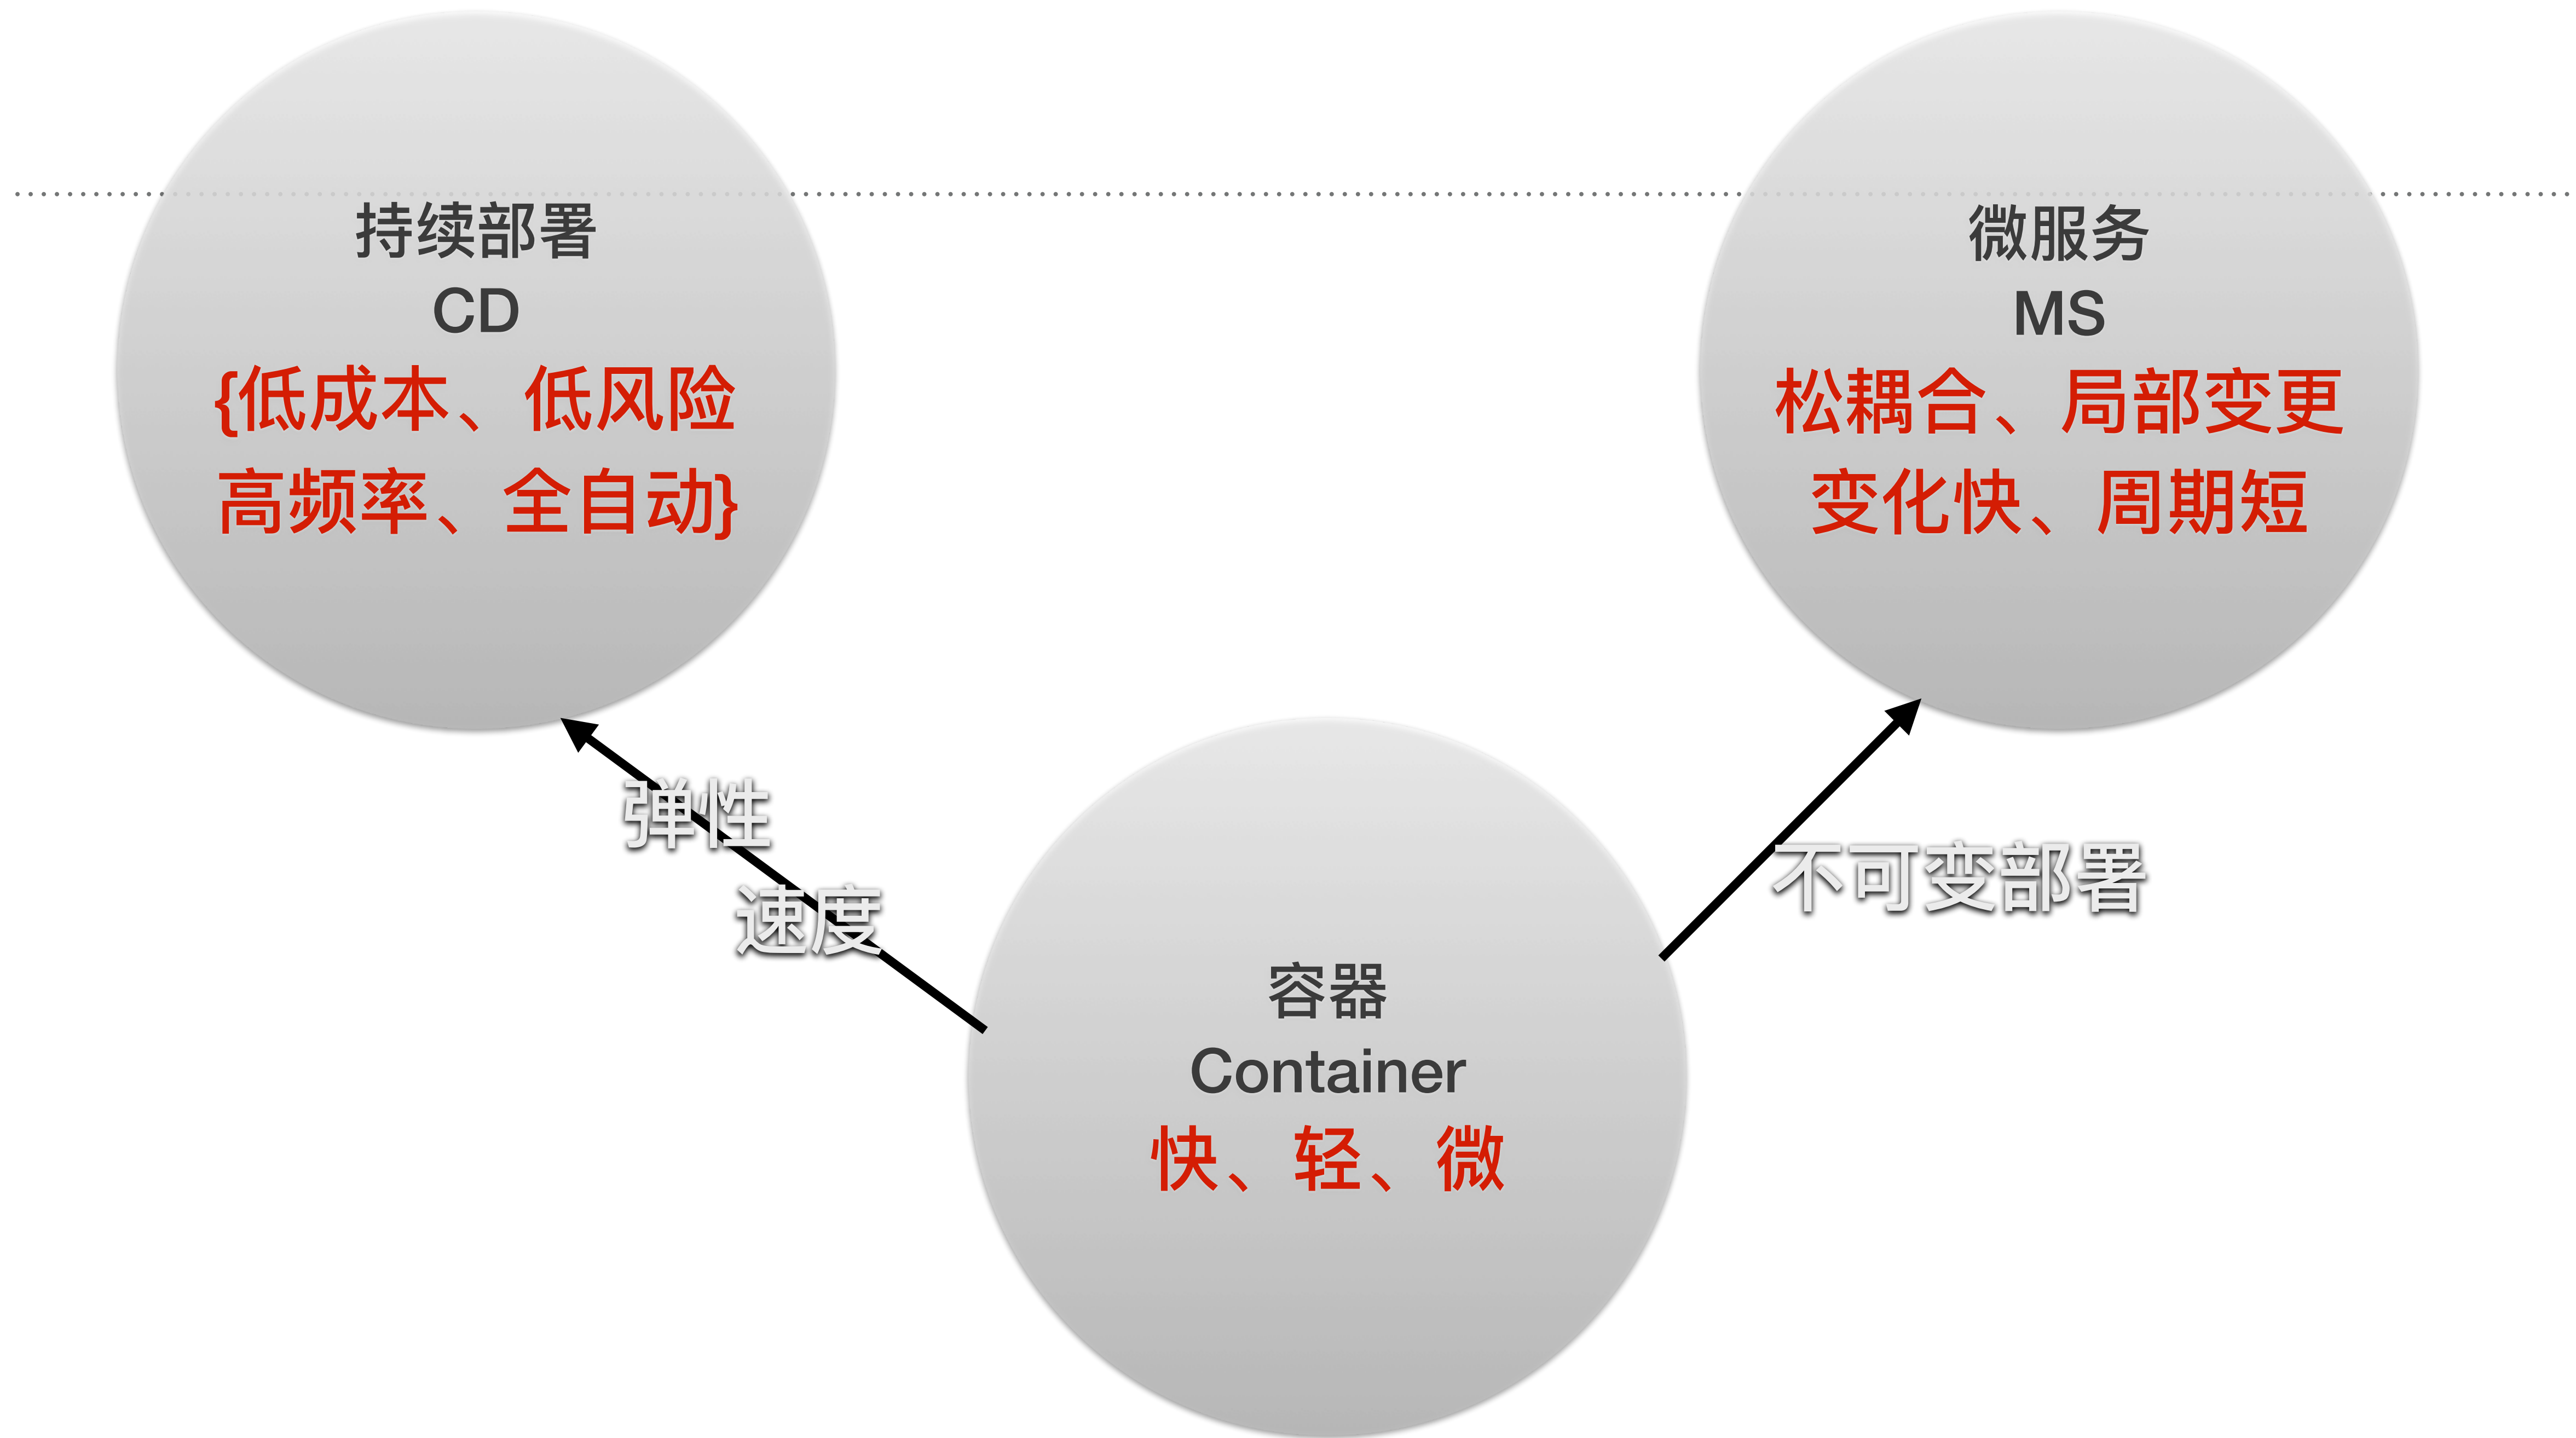 持续部署
CD
{低成本、低风险
高频率、全自动}
微服务
MS
松耦合、局部变更
变化快、周期短
弹性
速度
不可变部署
容器
Container
快、轻、微